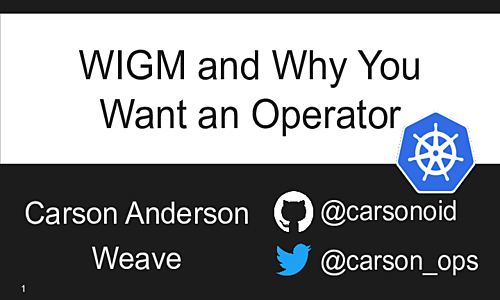 WIGM and Why You
Want an Operator
Carson Anderson
Weave
@carsonoid
@carson_ops
1